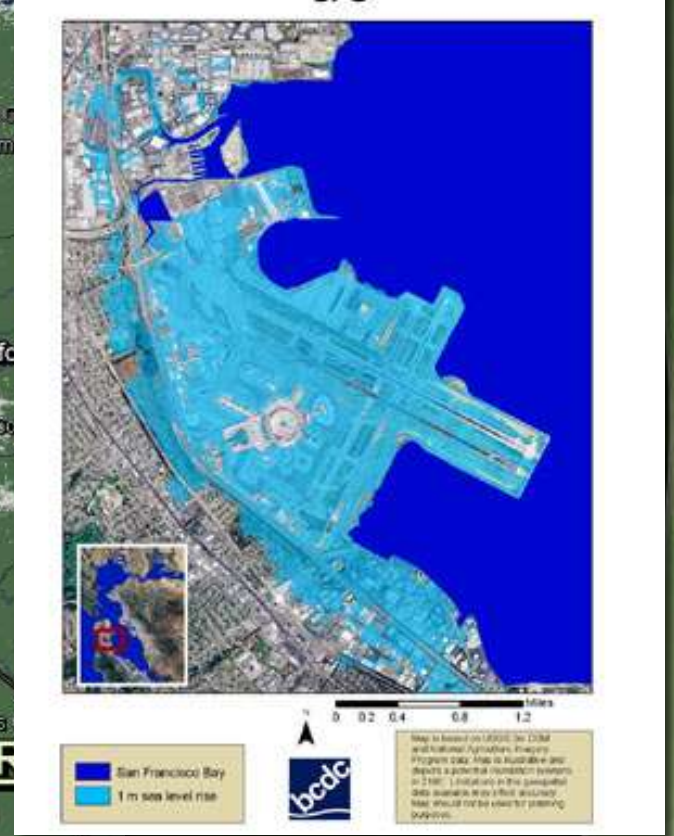 Miles
0 0.2 0.4 0.8 1.2
N
San Francisco Bay
1 m sea level rise
bcdc
Map is based on USGS
and National Agriculture Imagery
Program data. Map is illustrative and
depicts a potential inundation scenario
in 2100. Limitations in the geospatial
data available may affect accuracy.
Map should not be used for planning
purposes.